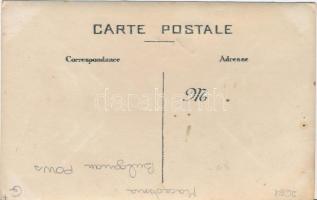 CARTE POSTALE
Correspondance
Adresse
M
Bulgarian POWs
Macedonia